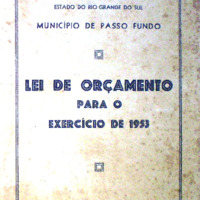 ESTADO DO RIO GRANDE DO SUL
MUNICÍPIO DE PASSO FUNDO
LEI DE ORÇAMENTO
PARA O
EXERCÍCIO DE 1953